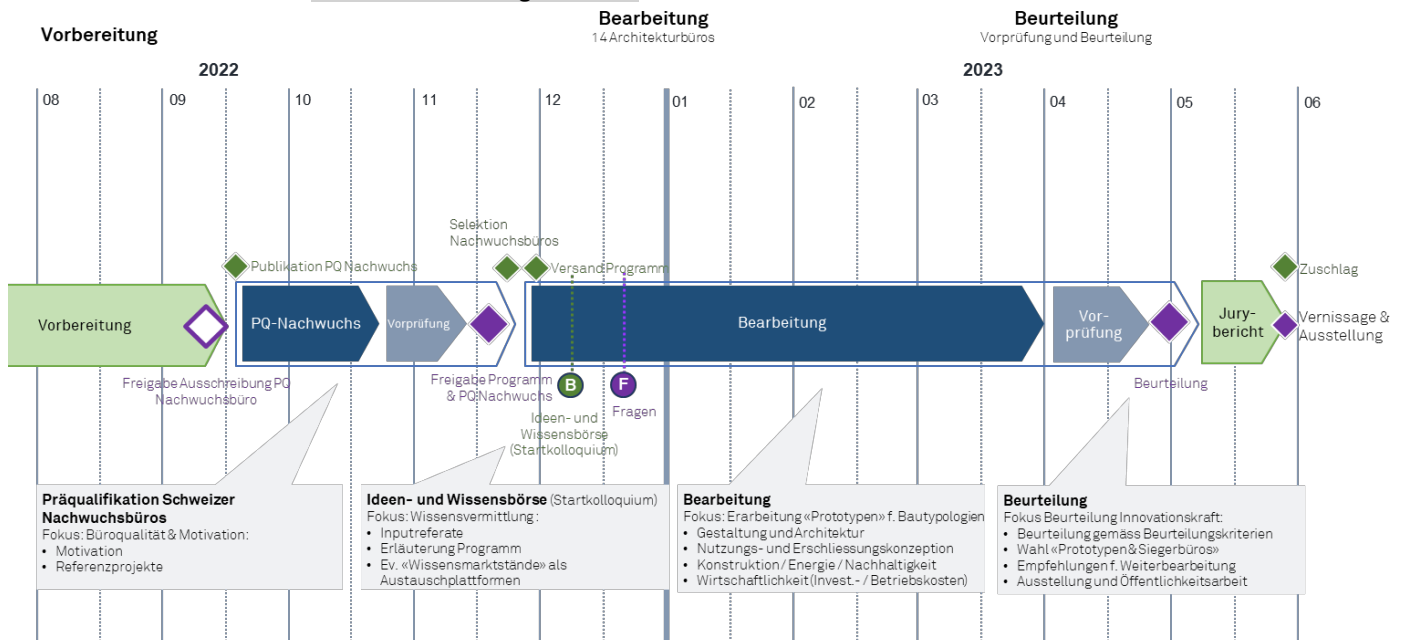 Vorbereitung
Bearbeitung
14 Architekturbüros
Beurteilung
Vorprüfung und Beurteilung
2022
2023
08
09
10
11
12
01
02
03
04
05
06
Selektion
Nachwuchsbüros
Publikation PQ Nachwuchs
Versand Programm
Zuschlag
Vorbereitung
PQ-Nachwuchs
Vorprüfung
Bearbeitung
Vor-
prüfung
Jury-
bericht
Vernissage &
Ausstellung
Freigabe Ausschreibung PQ
Nachwuchsbüro
Freigabe Programm
& PQ Nachwuchs
B
F
Ideen- und
Wissensbörse
(Startkolloquium)
Fragen
Beurteilung
Präqualifikation Schweizer
Nachwuchsbüros
Fokus: Büroqualität & Motivation:
• Motivation
• Referenzprojekte
Ideen- und Wissensbörse (Startkolloquium)
Fokus: Wissensvermittlung:
• Inputreferate
• Erläuterung Programm
• Ev. «Wissensmarktstände» als
Austauschplattformen
Bearbeitung
Fokus: Erarbeitung «Prototypen» f. Bautypologien
• Gestaltung und Architektur
• Nutzungs- und Erschliessungskonzeption
• Konstruktion / Energie / Nachhaltigkeit
• Wirtschaftlichkeit (Invest.- / Betriebskosten)
Beurteilung
Fokus Beurteilung Innovationskraft:
• Beurteilung gemäss Beurteilungskriterien
• Wahl «Prototypen & Siegerbüros»
• Empfehlungen f. Weiterbearbeitung
• Ausstellung und Öffentlichkeitsarbeit